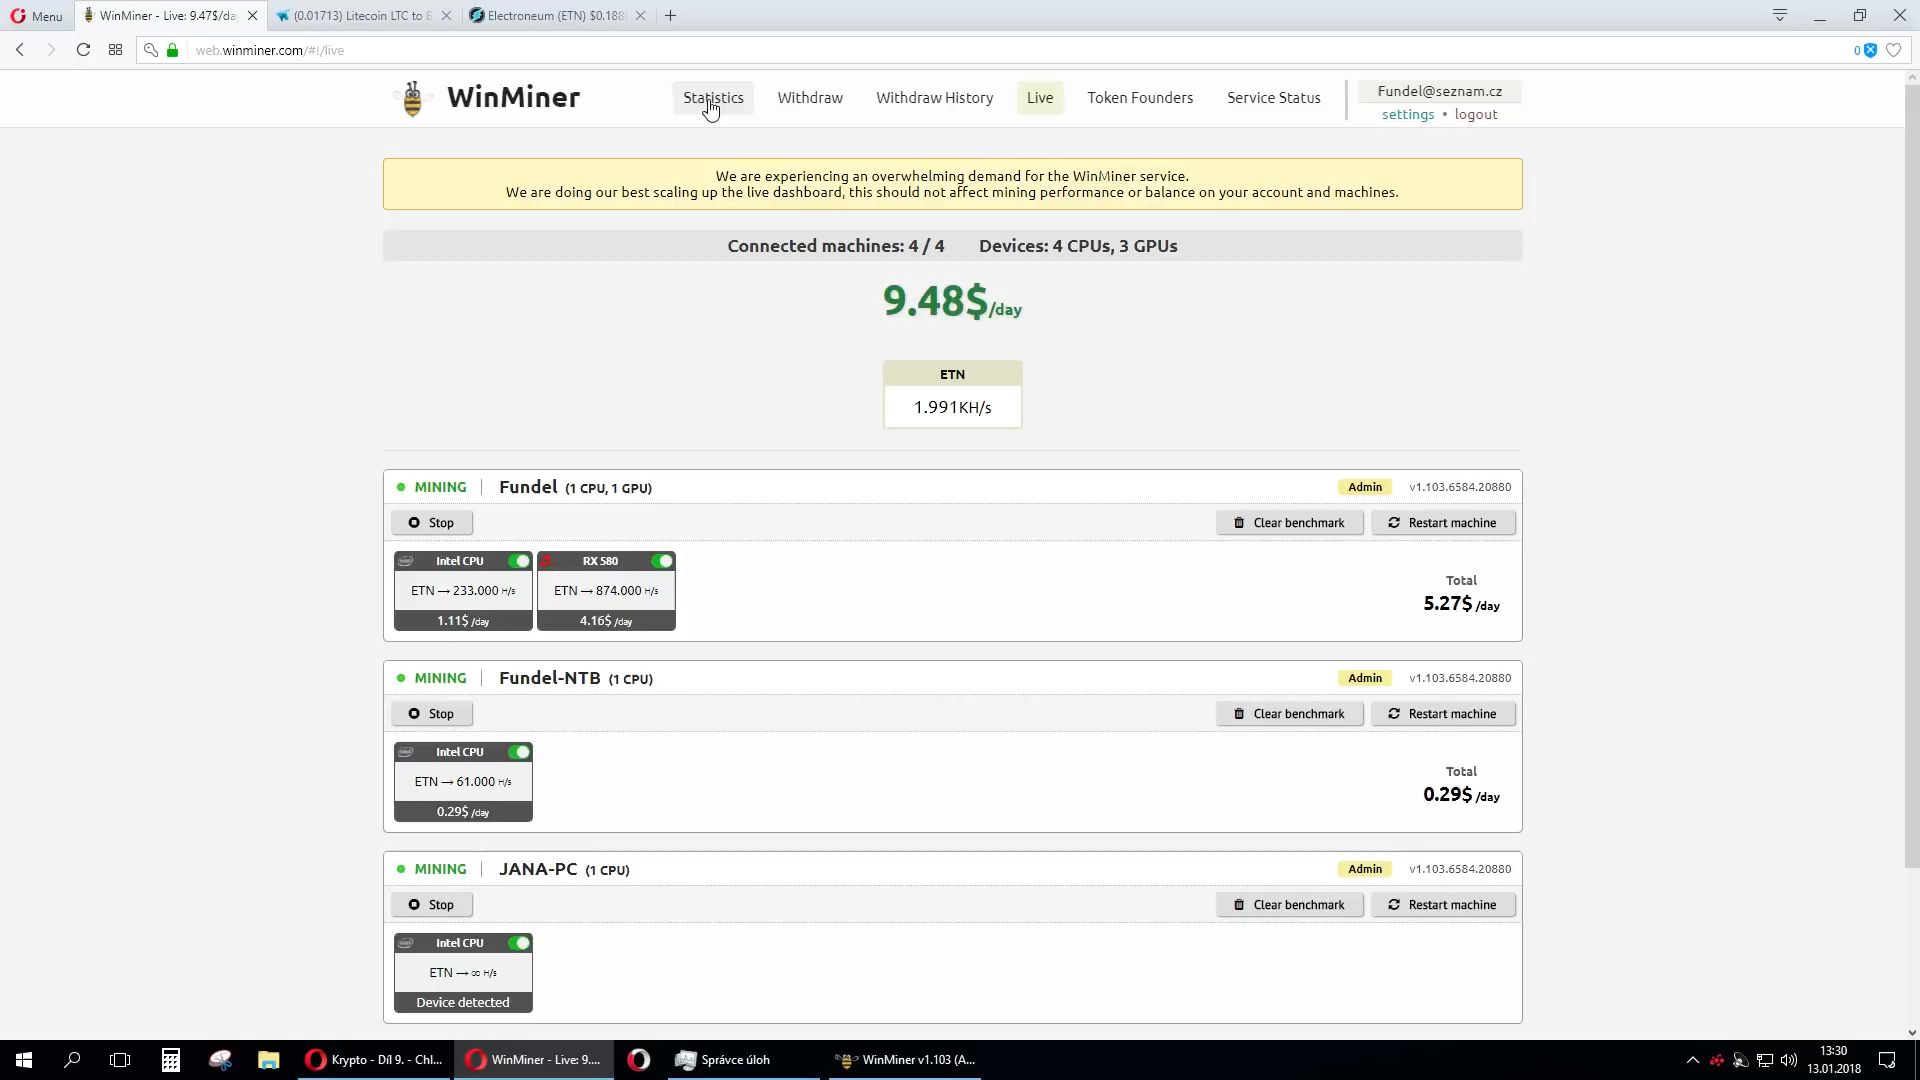 Menu
WinMiner - Live: 9.47$/da
(0.01713) Litecoin LTC to E
Electroneum (ETN) $0.188
web.winminer.com/#!/live
0
WinMiner
Statistics
Withdraw
Withdraw History
Live
Token Founders
Service Status
Fundel@seznam.cz
settings • logout
We are experiencing an overwhelming demand for the WinMiner service.
We are doing our best scaling up the live dashboard, this should not affect mining performance or balance on your account and machines.
Connected machines: 4 / 4 Devices: 4 CPUs, 3 GPUs
9.48$/day
ETN
1.991KH/s
MINING | Fundel (1 CPU, 1 GPU) Admin v1.103.6584.20880
Stop Clear benchmark Restart machine
Intel CPU RX 580
ETN → 233.000 H/s ETN → 874.000 H/s
1.11$ /day 4.16$ /day
Total
5.27$ /day
MINING | Fundel-NTB (1 CPU) Admin v1.103.6584.20880
Stop Clear benchmark Restart machine
Intel CPU
ETN → 61.000 H/s
0.29$ /day
Total
0.29$ /day
MINING | JANA-PC (1 CPU) Admin v1.103.6584.20880
Stop Clear benchmark Restart machine
Intel CPU
ETN → ∞ H/s
Device detected
Krypto - Díl 9. - Chl...
WinMiner - Live: 9....
Správce úloh
WinMiner v1.103 (A...
13:30
13.01.2018